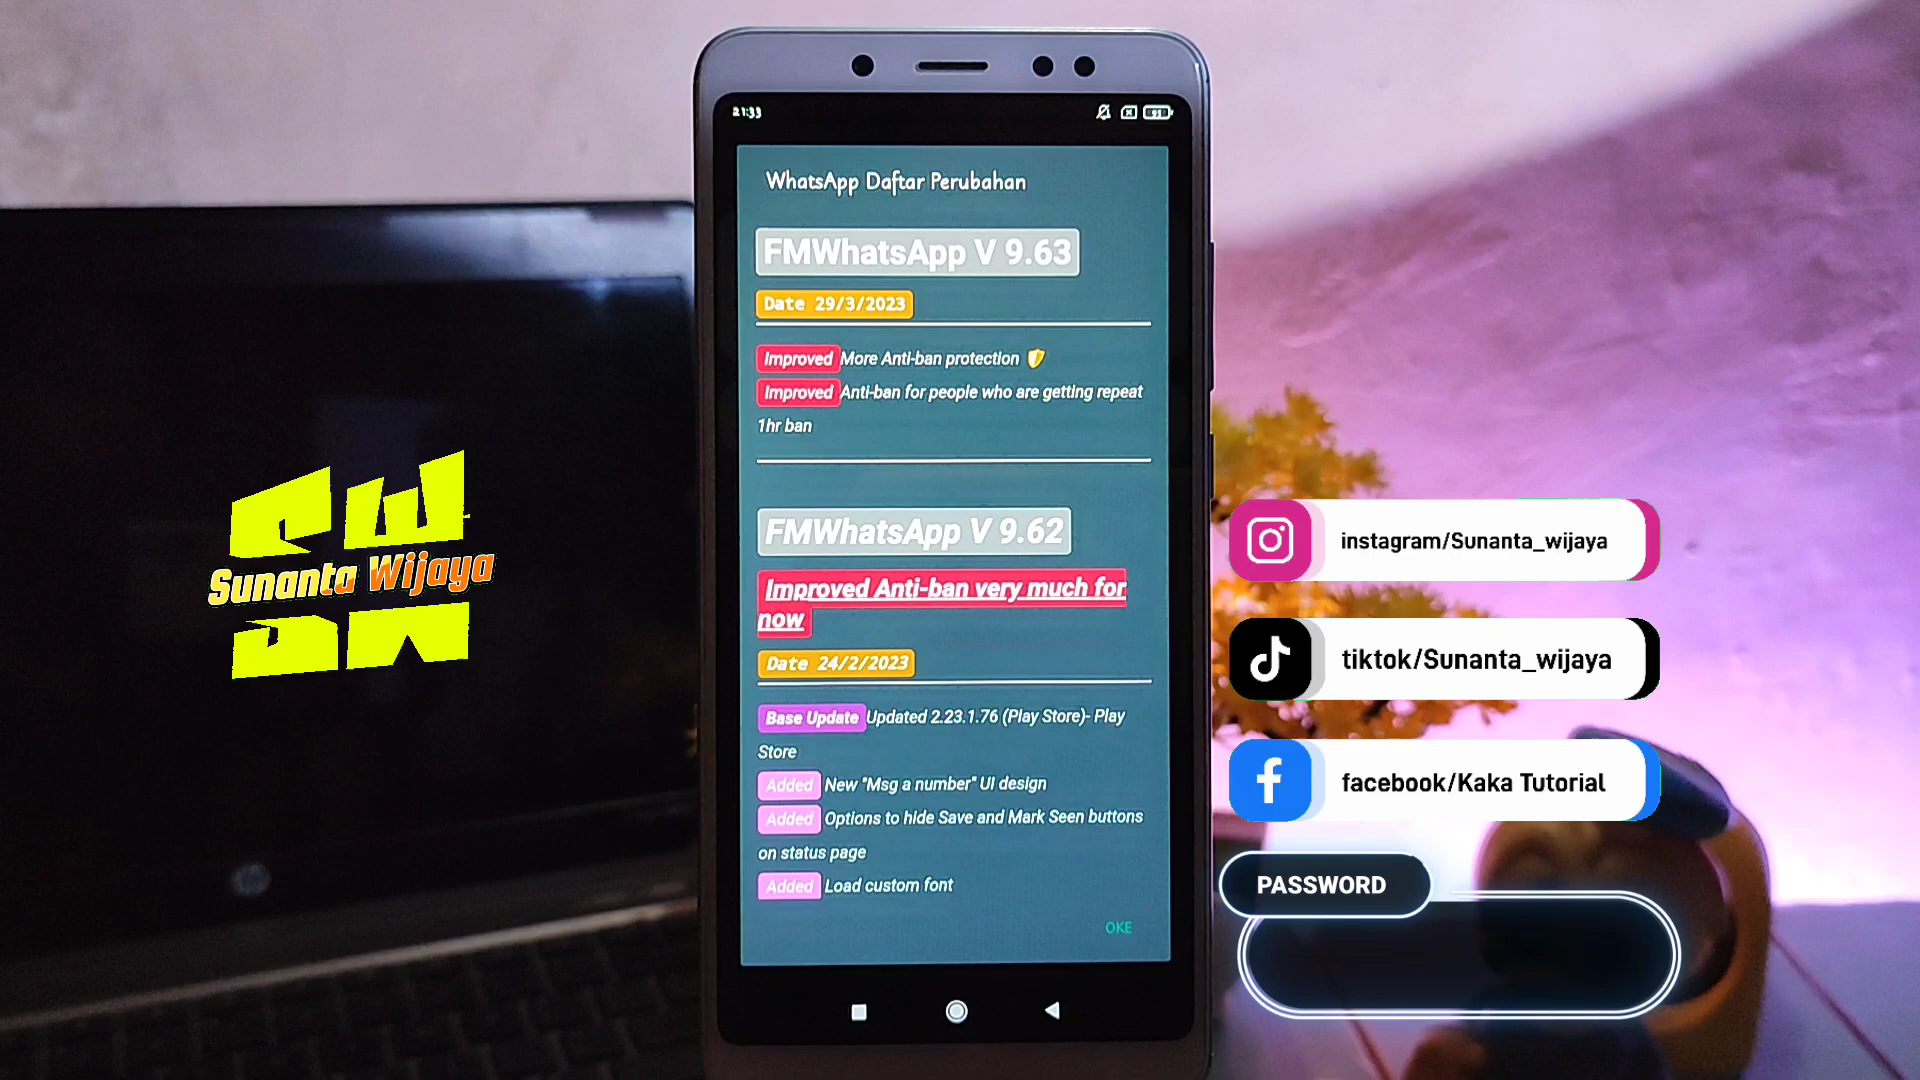 21:33
95
WhatsApp Daftar Perubahan
FMWhatsApp V 9.63
Date 29/3/2023
Improved More Anti-ban protection
Improved Anti-ban for people who are getting repeat
1hr ban
FMWhatsApp V 9.62
Improved Anti-ban very much for
now
Date 24/2/2023
Base Update Updated 2.23.1.76 (Play Store)- Play
Store
Added New "Msg a number" UI design
Added Options to hide Save and Mark Seen buttons
on status page
Added Load custom font
OKE
Sunanta Wijaya
hp
instagram/Sunanta_wijaya
tiktok/Sunanta_wijaya
facebook/Kaka Tutorial
PASSWORD